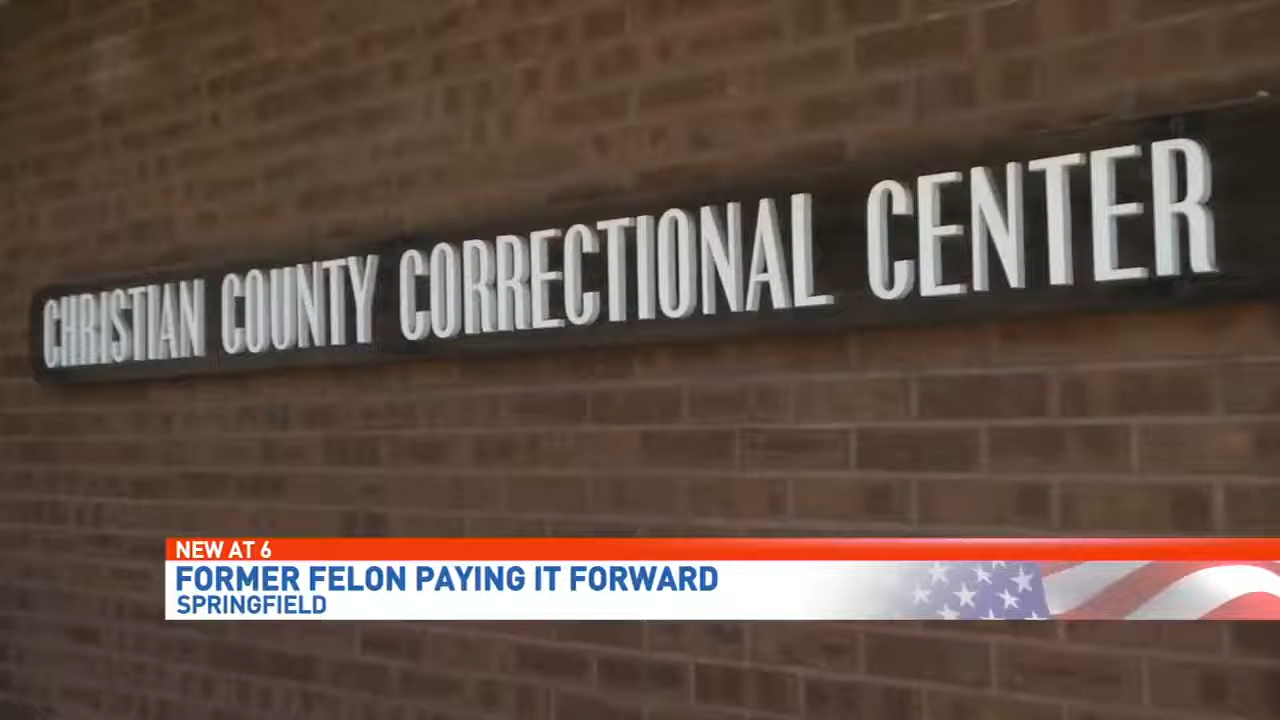 CHRISTIAN COUNTY CORRECTIONAL CENTER
NEW AT 6
FORMER FELON PAYING IT FORWARD
SPRINGFIELD